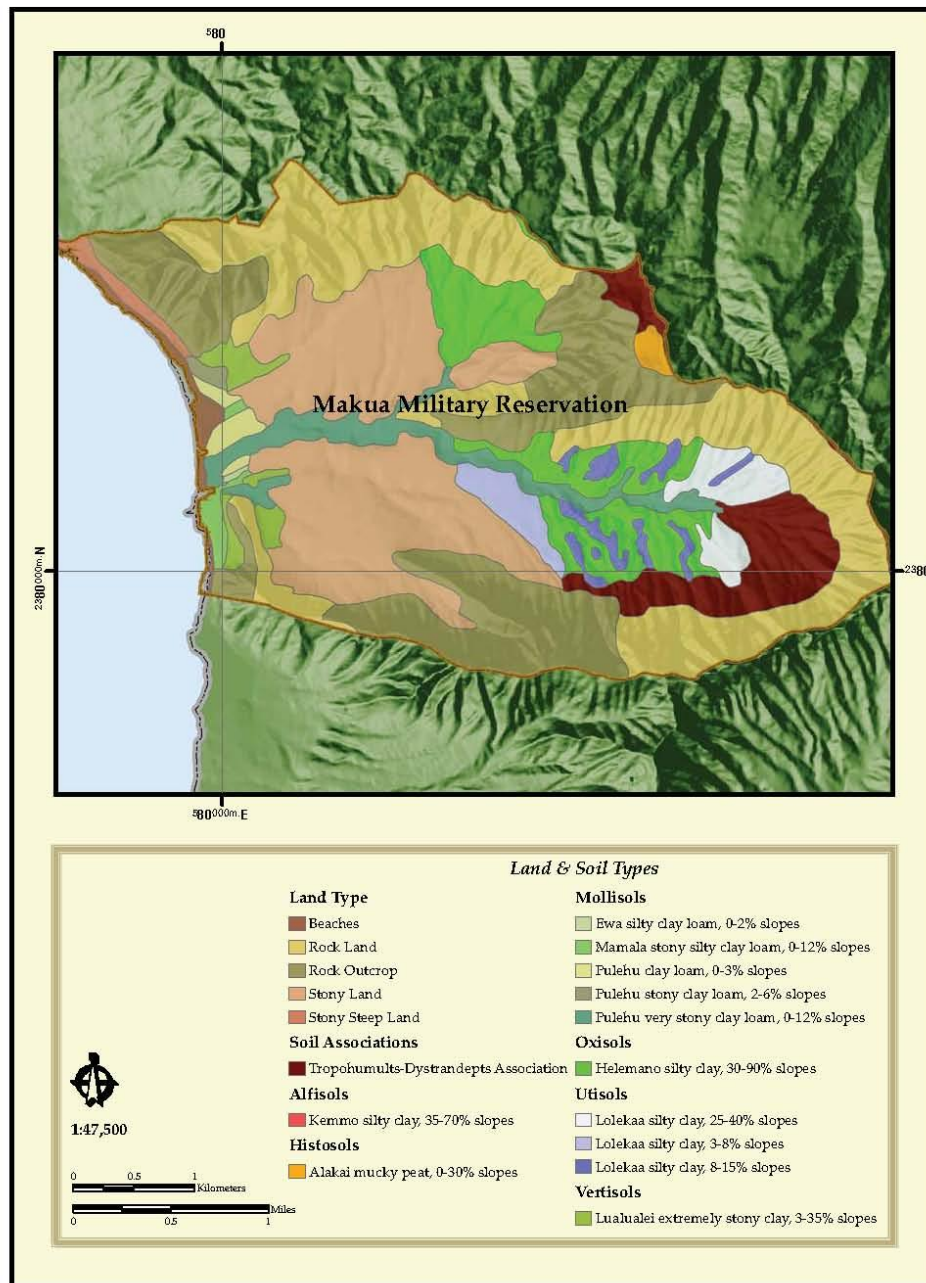 580
Makua Military Reservation
2380000m. N
2380
580000m. E
Land & Soil Types
Land Type
Beaches
Rock Land
Rock Outcrop
Stony Land
Stony Steep Land
Soil Associations
Tropohumults-Dystrandepts Association
Alfisols
Kemmo silty clay, 35-70% slopes
Histosols
Alakai mucky peat, 0-30% slopes
Mollisols
Ewa silty clay loam, 0-2% slopes
Mamala stony silty clay loam, 0-12% slopes
Pulehu clay loam, 0-3% slopes
Pulehu stony clay loam, 2-6% slopes
Pulehu very stony clay loam, 0-12% slopes
Oxisols
Helemano silty clay, 30-90% slopes
Utisols
Lolekaa silty clay, 25-40% slopes
Lolekaa silty clay, 3-8% slopes
Lolekaa silty clay, 8-15% slopes
Vertisols
Lualualei extremely stony clay, 3-35% slopes
1:47,500
0 0.5 1
Kilometers
Miles
0 0.5 1